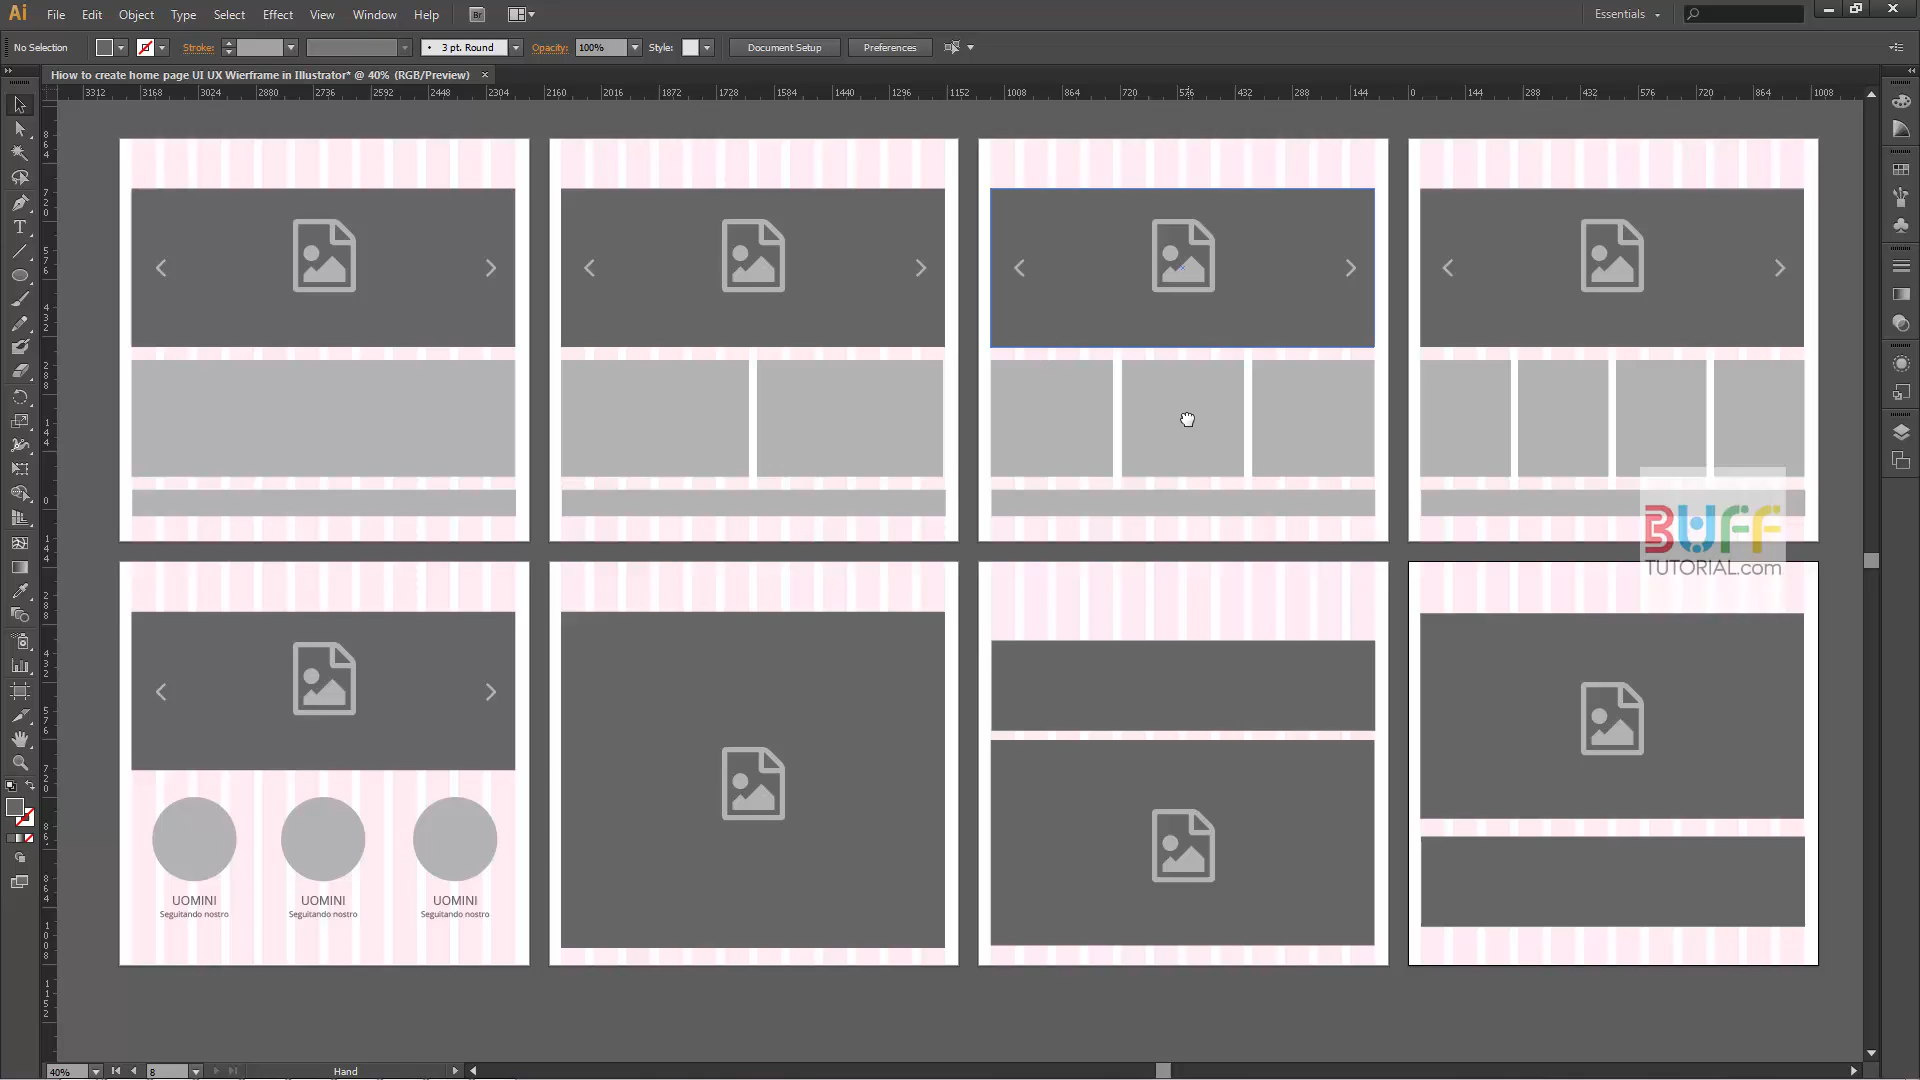 Ai File Edit Object Type Select Effect View Window Help Br Essentials
No Selection Stroke: 3 pt. Round Opacity: 100% Style: Document Setup Preferences
Hiow to create home page UI UX Wierframe in Illustrator* @ 40% (RGB/Preview)
3312 3168 3024 2880 2736 2592 2448 2304 2160 2016 1872 1728 1584 1440 1296 1152 1008 864 720 576 432 288 144 0 144 288 432 576 720 864 1008
BUFF
TUTORIAL.com
UOMINI UOMINI UOMINI
Seguitando nostro Seguitando nostro Seguitando nostro
40% 8 Hand